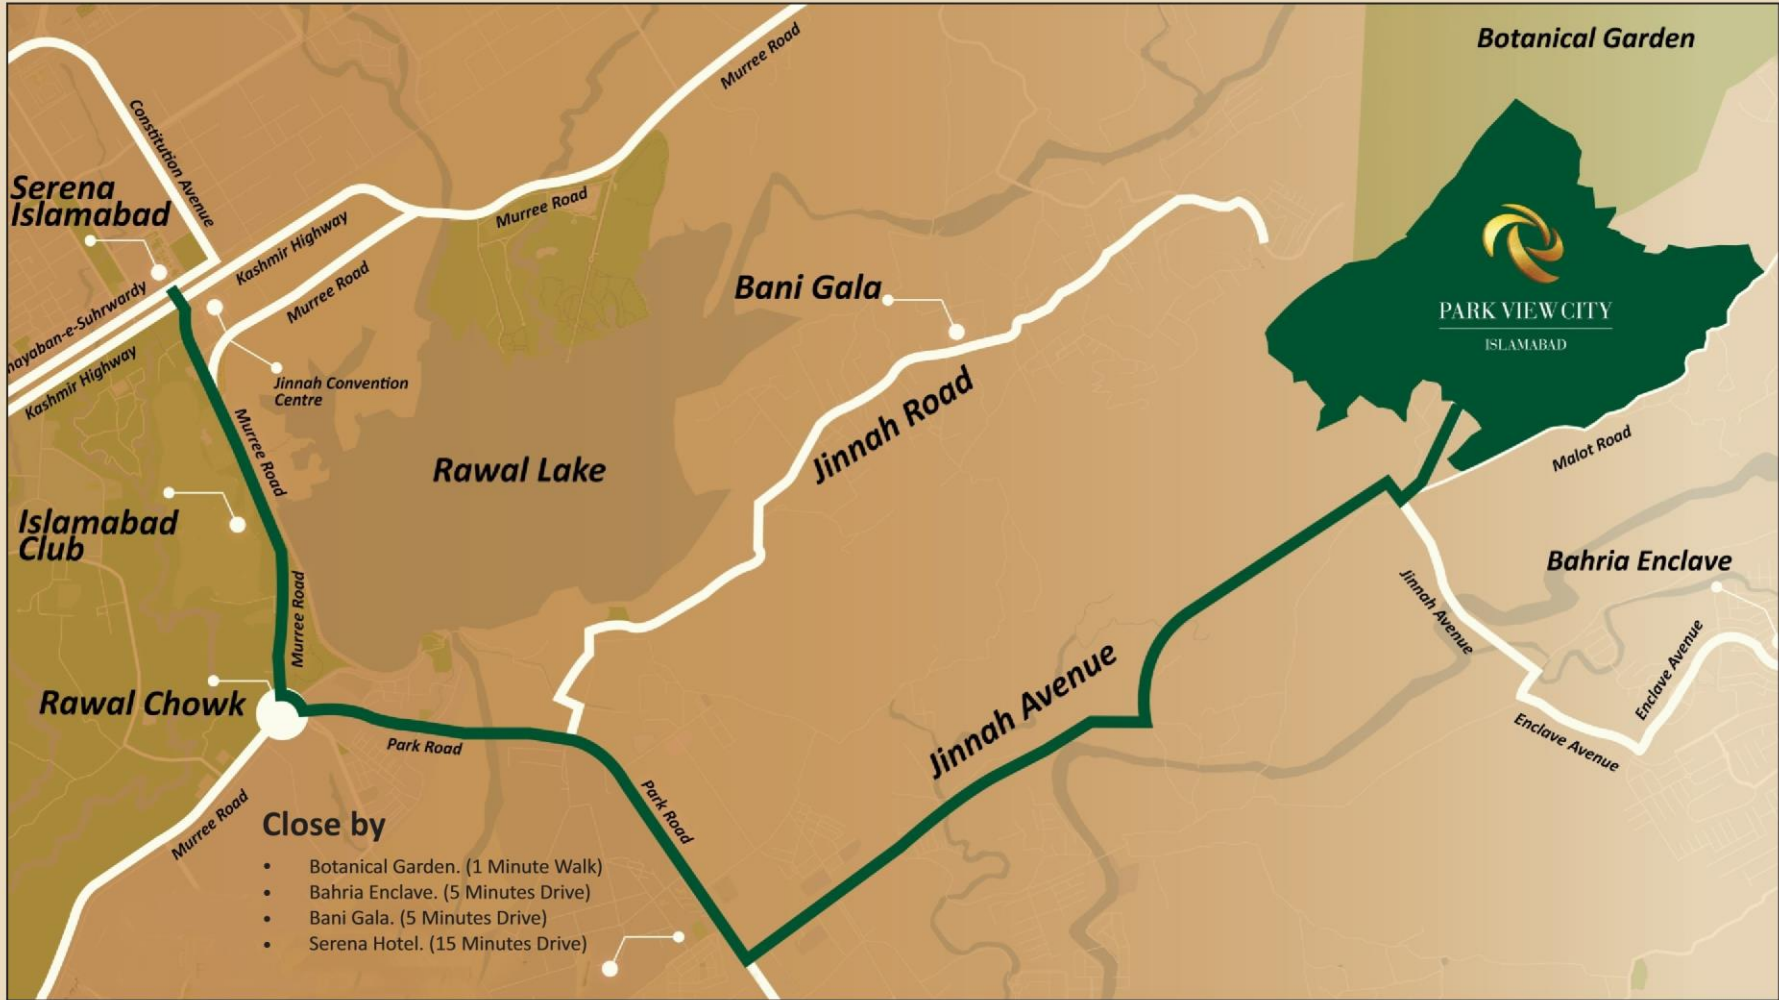 Botanical Garden
Murree Road
Constitution Avenue
Serena
Islamabad
Murree Road
Kashmir Highway
Murree Road
Bani Gala
PARK VIEW CITY
ISLAMABAD
hayaban-e-Suhrwardy
Kashmir Highway
Jinnah Convention
Centre
Jinnah Road
Murree Road
Rawal Lake
Malot Road
Islamabad
Club
Bahria Enclave
Murree Road
Jinnah Avenue
Enclave Avenue
Jinnah Avenue
Rawal Chowk
Park Road
Enclave Avenue
Park Road
Murree Road
Close by
• Botanical Garden. (1 Minute Walk)
• Bahria Enclave. (5 Minutes Drive)
• Bani Gala. (5 Minutes Drive)
• Serena Hotel. (15 Minutes Drive)